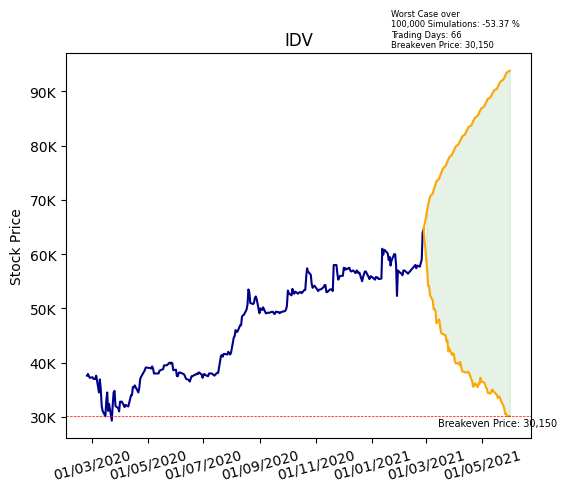 Worst Case over
100,000 Simulations: -53.37 %
Trading Days: 66
Breakeven Price: 30,150
IDV
Stock Price
90K
80K
70K
60K
50K
40K
30K
Breakeven Price: 30,150
01/03/2020
01/05/2020
01/07/2020
01/09/2020
01/11/2020
01/01/2021
01/03/2021
01/05/2021